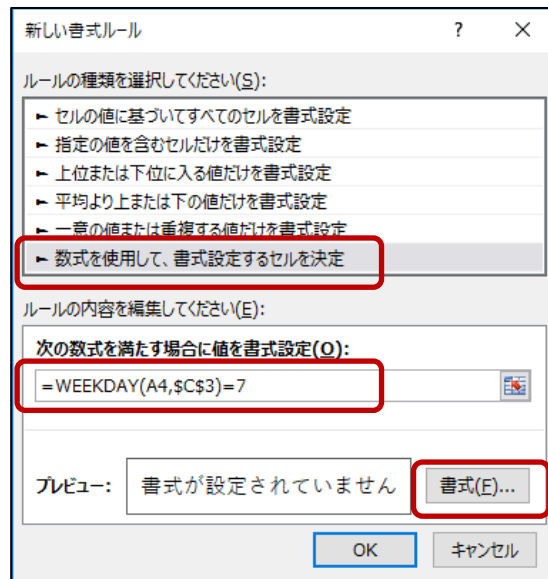 新しい書式ルール ? ×
ルールの種類を選択してください(S):
► セルの値に基づいてすべてのセルを書式設定
► 指定の値を含むセルだけを書式設定
► 上位または下位に入る値だけを書式設定
► 平均より上または下の値だけを書式設定
► 一意の値または重複する値だけを書式設定
► 数式を使用して、書式設定するセルを決定
ルールの内容を編集してください(E):
次の数式を満たす場合に値を書式設定(O):
=WEEKDAY(A4,$C$3)=7
プレビュー: 書式が設定されていません 書式(F)...
OK キャンセル